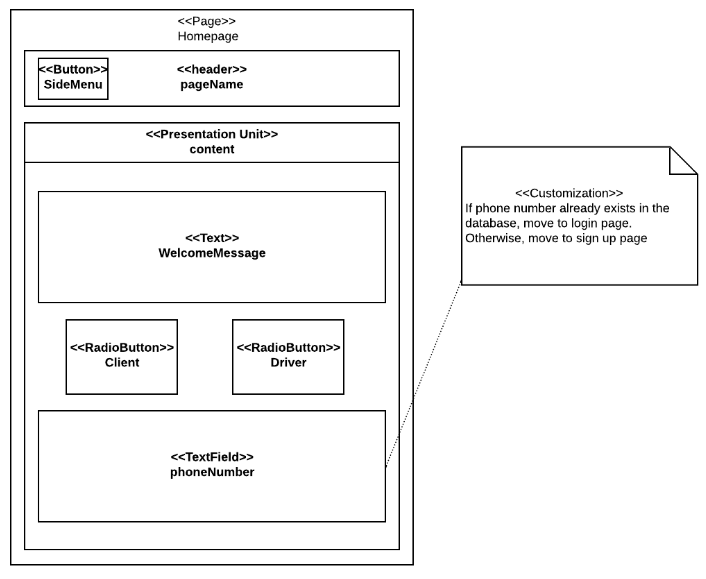 <<Page>>
Homepage
<<Button>>
SideMenu
<<header>>
pageName
<<Presentation Unit>>
content
<<Text>>
WelcomeMessage
<<RadioButton>>
Client
<<RadioButton>>
Driver
<<TextField>>
phoneNumber
<<Customization>>
If phone number already exists in the
database, move to login page.
Otherwise, move to sign up page